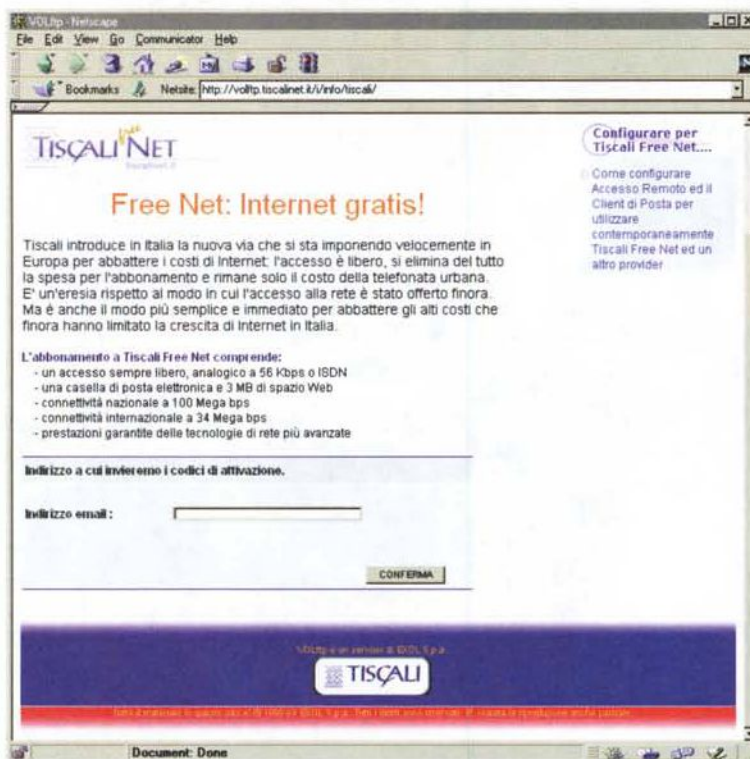 VOLftp - Netscape
File Edit View Go Communicator Help
Bookmarks Netsite: http://volftp.tiscalinet.it/i/info/tiscali/
TISCALI free NET
Free Net: Internet gratis!
Tiscali introduce in Italia la nuova via che si sta imponendo velocemente in
Europa per abbattere i costi di Internet: l'accesso è libero, si elimina del tutto
la spesa per l'abbonamento e rimane solo il costo della telefonata urbana.
E' un'eresia rispetto al modo in cui l'accesso alla rete è stato offerto finora.
Ma è anche il modo più semplice e immediato per abbattere gli alti costi che
finora hanno limitato la crescita di Internet in Italia.
L'abbonamento a Tiscali Free Net comprende:
- un accesso sempre libero, analogico a 56 Kbps o ISDN
- una casella di posta elettronica e 3 MB di spazio Web
- connettività nazionale a 100 Mega bps
- connettività internazionale a 34 Mega bps
- prestazioni garantite delle tecnologie di rete più avanzate
Indirizzo a cui invieremo i codici di attivazione.
Indirizzo email :
CONFERMA
Configurare per
Tiscali Free Net....
Come configurare
Accesso Remoto ed il
Client di Posta per
utilizzare
contemporaneamente
Tiscali Free Net ed un
altro provider
VOLftp è un servizio di
TISCALI
Document: Done